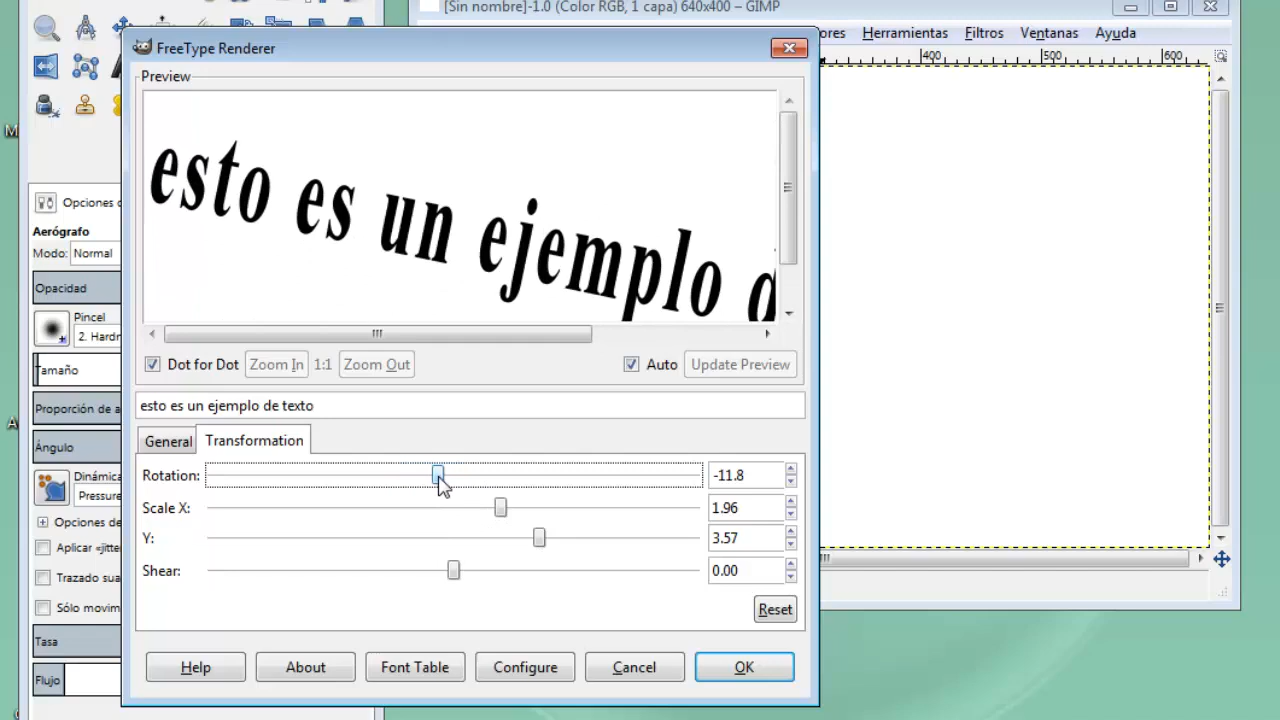 [Sin nombre]-1.0 (Color RGB, 1 capa) 640x400 – GIMP
ores Herramientas Filtros Ventanas Ayuda
400 500 600
FreeType Renderer
Preview
esto es un ejemplo d
Dot for Dot Zoom In 1:1 Zoom Out Auto Update Preview
esto es un ejemplo de texto
General Transformation
Rotation: -11.8
Scale X: 1.96
Y: 3.57
Shear: 0.00
Reset
Help About Font Table Configure Cancel OK
Opciones d
Aerógrafo
Modo: Normal
Opacidad
Pincel
2. Hardn
Tamaño
Proporción de a
Ángulo
Dinámica
Pressure
Opciones de
Aplicar «jitte
Trazado sua
Sólo movim
Tasa
Flujo